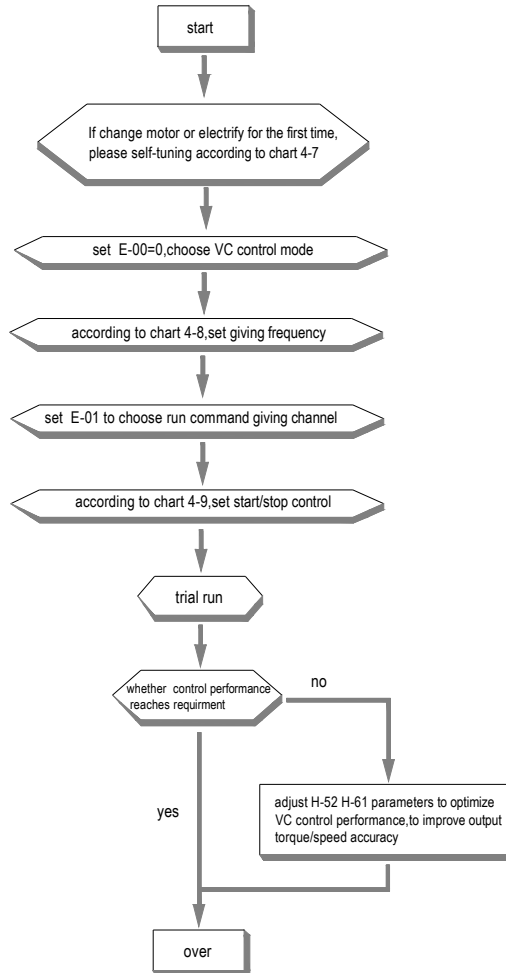 start
If change motor or electrify for the first time,
please self-tuning according to chart 4-7
set E-00=0,choose VC control mode
according to chart 4-8,set giving frequency
set E-01 to choose run command giving channel
according to chart 4-9,set start/stop control
trial run
whether control performance
reaches requirment
no
yes
adjust H-52 H-61 parameters to optimize
VC control performance,to improve output
torque/speed accuracy
over